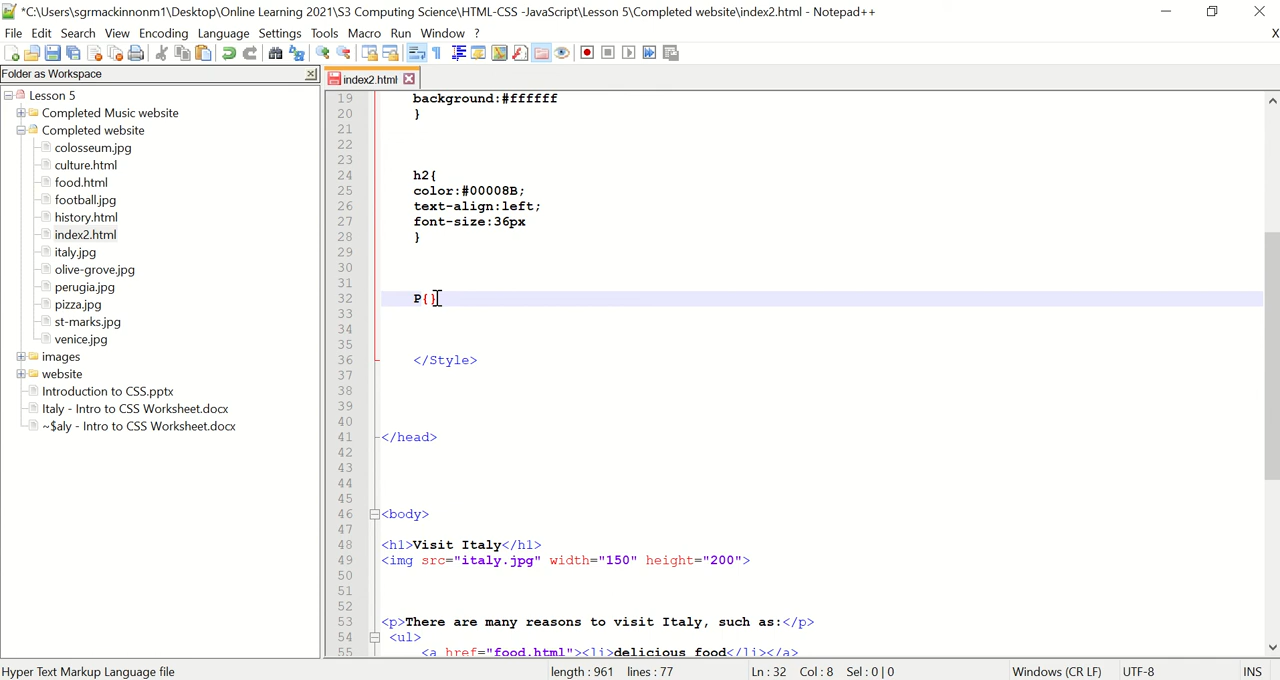 *C:\Users\sgrmackinnonm1\Desktop\Online Learning 2021\S3 Computing Science\HTML-CSS -JavaScript\Lesson 5\Completed website\index2.html - Notepad++
File Edit Search View Encoding Language Settings Tools Macro Run Window ? X
Folder as Workspace
index2.html
Lesson 5
Completed Music website
Completed website
colosseum.jpg
culture.html
food.html
football.jpg
history.html
index2.html
italy.jpg
olive-grove.jpg
perugia.jpg
pizza.jpg
st-marks.jpg
venice.jpg
images
website
Introduction to CSS.pptx
Italy - Intro to CSS Worksheet.docx
~$aly - Intro to CSS Worksheet.docx
19 background:#ffffff
20 }
21
22
23
24 h2{
25 color:#00008B;
26 text-align:left;
27 font-size:36px
28 }
29
30
31
32 P{}
33
34
35
36 </Style>
37
38
39
40
41 </head>
42
43
44
45
46 <body>
47
48 <h1>Visit Italy</h1>
49 <img src="italy.jpg" width="150" height="200">
50
51
52
53 <p>There are many reasons to visit Italy, such as:</p>
54 <ul>
55 <a href="food.html"><li>delicious food</li></a>
Hyper Text Markup Language file length : 961 lines : 77 Ln : 32 Col : 8 Sel : 0 | 0 Windows (CR LF) UTF-8 INS